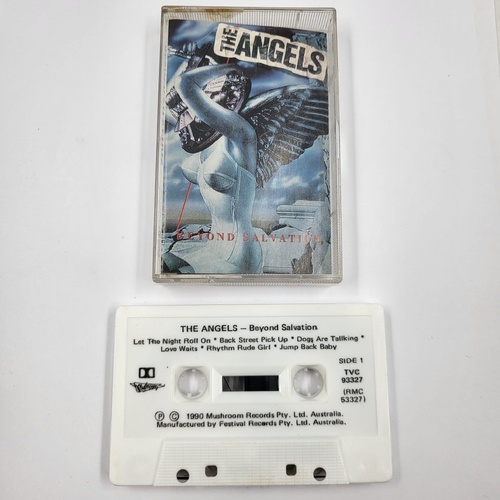 THE ANGELS
BEYOND SALVATION
THE ANGELS – Beyond Salvation
Let The Night Roll On * Back Street Pick Up * Dogs Are Tallking *
Love Waits * Rhythm Rude Girl * Jump Back Baby
SIDE 1
TVC
93327
(RMC
53327)
Ⓟ © 1990 Mushroom Records Pty. Ltd. Australia.
Manufactured by Festival Records Pty. Ltd. Australia.